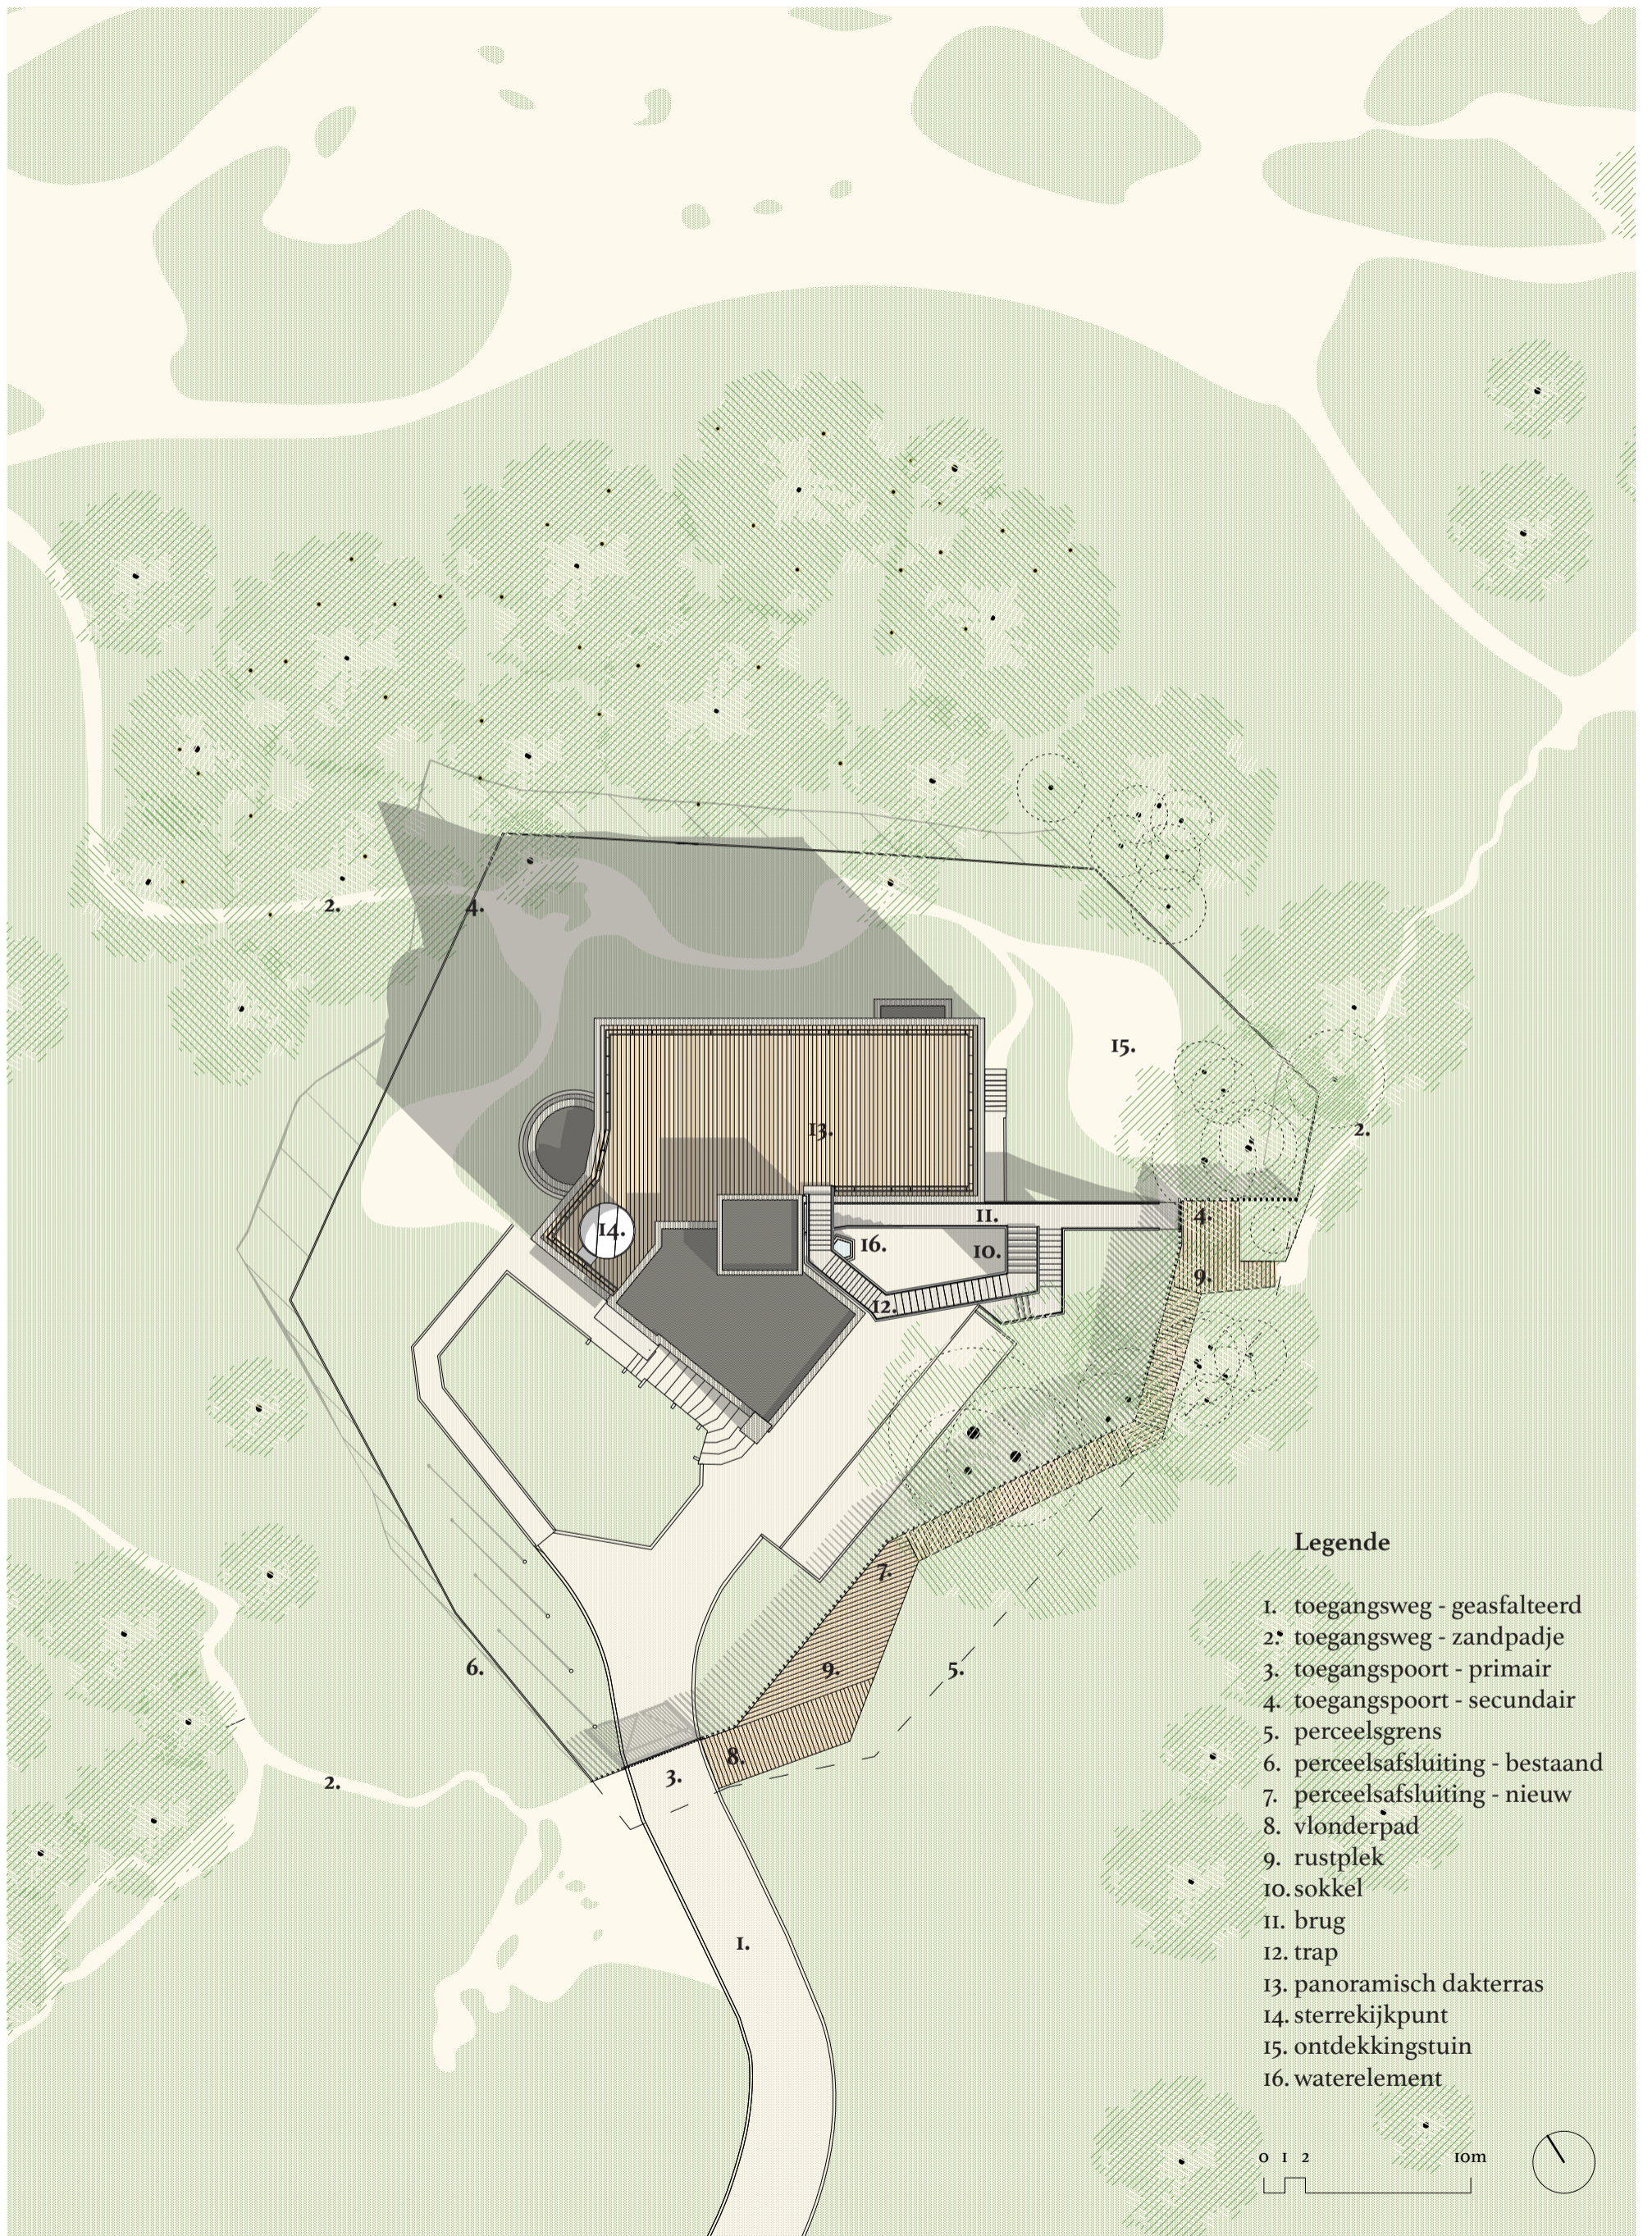 2.
4.
15.
13.
2.
14.
11.
4.
16.
10.
9.
12.
7.
6.
9.
5.
8.
3.
2.
1.
Legende
1. toegangsweg - geasfalteerd
2. toegangsweg - zandpadje
3. toegangspoort - primair
4. toegangspoort - secundair
5. perceelsgrens
6. perceelsafsluiting - bestaand
7. perceelsafsluiting - nieuw
8. vlonderpad
9. rustplek
10. sokkel
11. brug
12. trap
13. panoramisch dakterras
14. sterrekijkpunt
15. ontdekkingstuin
16. waterelement
0 1 2 10m